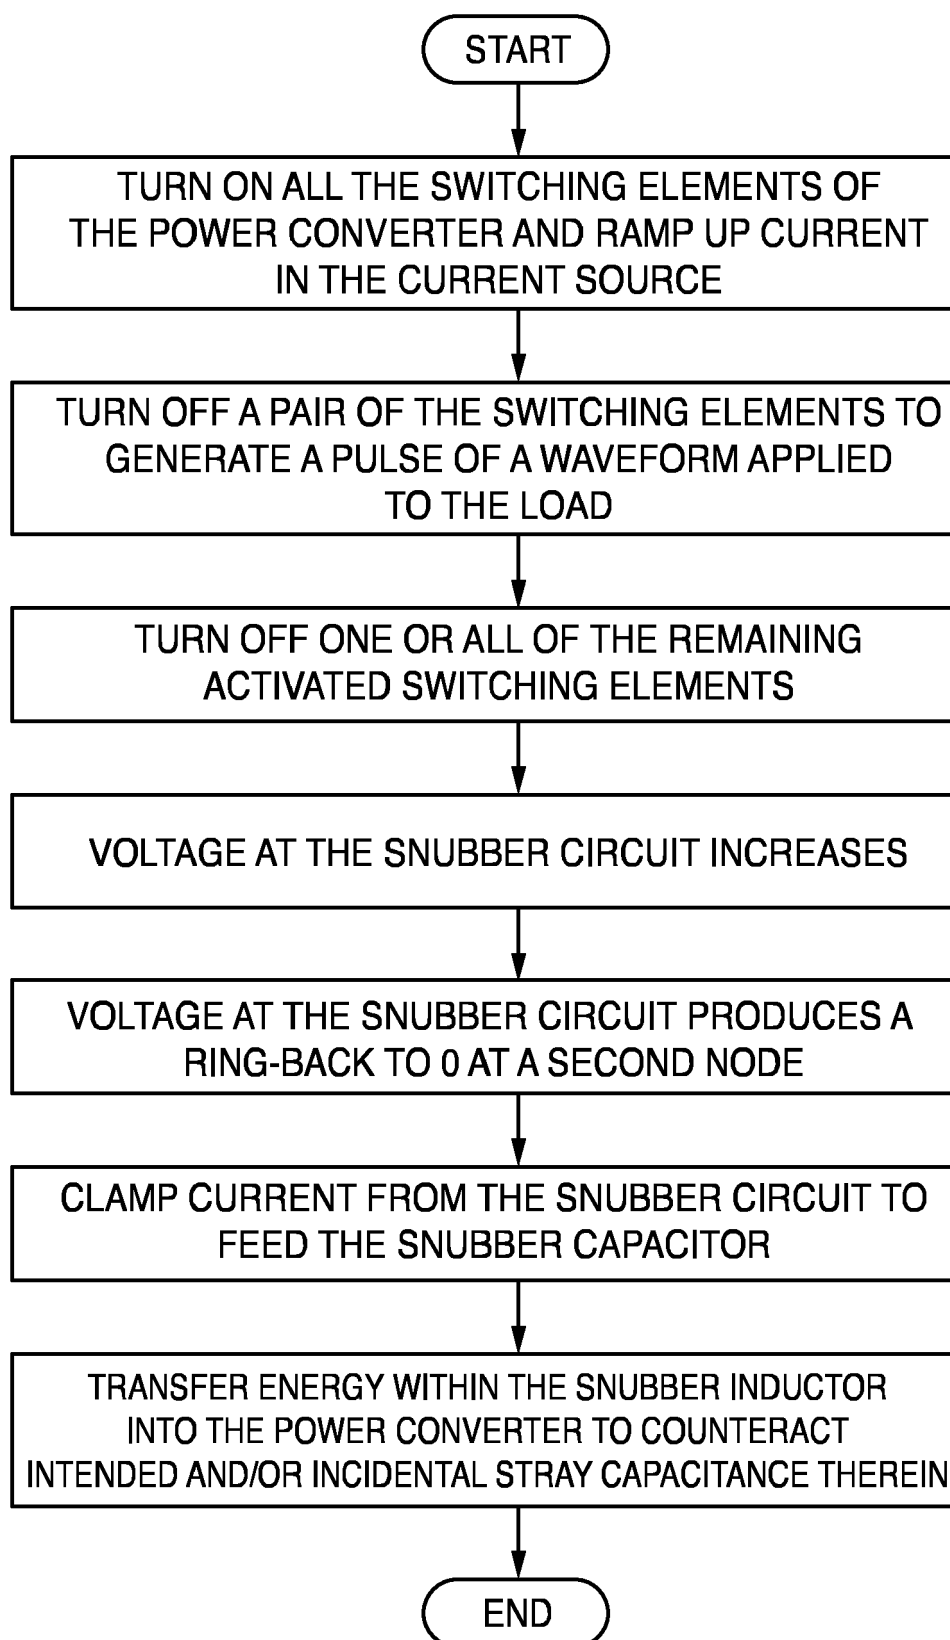 START
TURN ON ALL THE SWITCHING ELEMENTS OF
THE POWER CONVERTER AND RAMP UP CURRENT
IN THE CURRENT SOURCE
TURN OFF A PAIR OF THE SWITCHING ELEMENTS TO
GENERATE A PULSE OF A WAVEFORM APPLIED
TO THE LOAD
TURN OFF ONE OR ALL OF THE REMAINING
ACTIVATED SWITCHING ELEMENTS
VOLTAGE AT THE SNUBBER CIRCUIT INCREASES
VOLTAGE AT THE SNUBBER CIRCUIT PRODUCES A
RING-BACK TO 0 AT A SECOND NODE
CLAMP CURRENT FROM THE SNUBBER CIRCUIT TO
FEED THE SNUBBER CAPACITOR
TRANSFER ENERGY WITHIN THE SNUBBER INDUCTOR
INTO THE POWER CONVERTER TO COUNTERACT
INTENDED AND/OR INCIDENTAL STRAY CAPACITANCE THEREIN
END